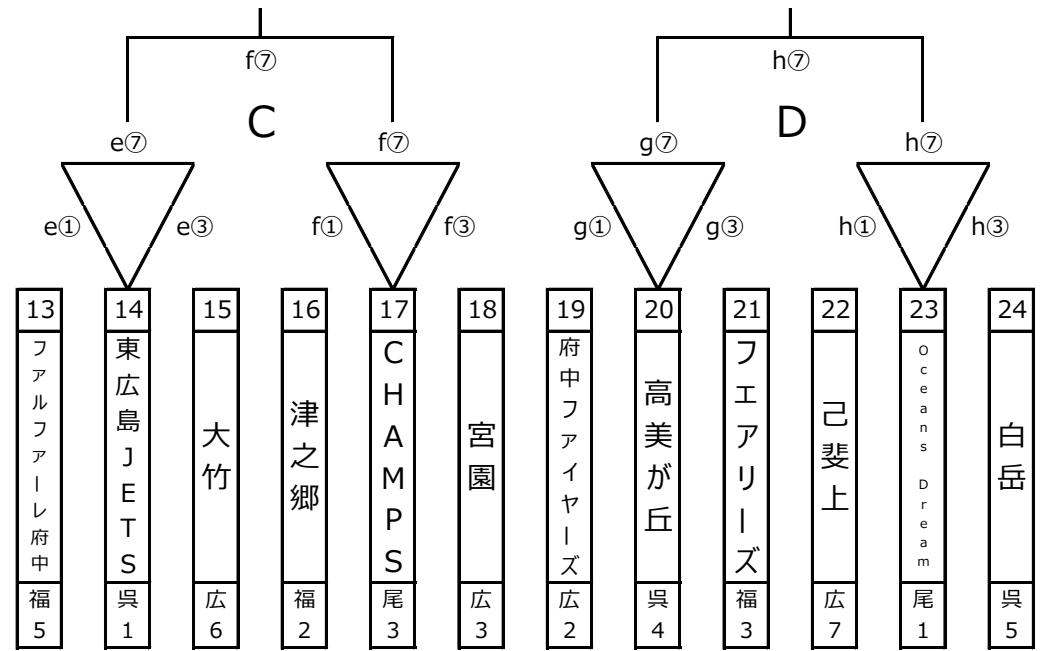 f⑦ h⑦
C D
e⑦ f⑦ g⑦ h⑦
e① e③ f① f③ g① g③ h① h③
13 14 15 16 17 18 19 20 21 22 23 24
ファルファーレ府中
東広島JETS
大竹
津之郷
CHAMPS
宮園
府中ファイヤーズ
高美が丘
フェアリーズ
己斐上
Oceans Dream
白岳
福5 呉1 広6 福2 尾3 広3 広2 呉4 福3 広7 尾1 呉5